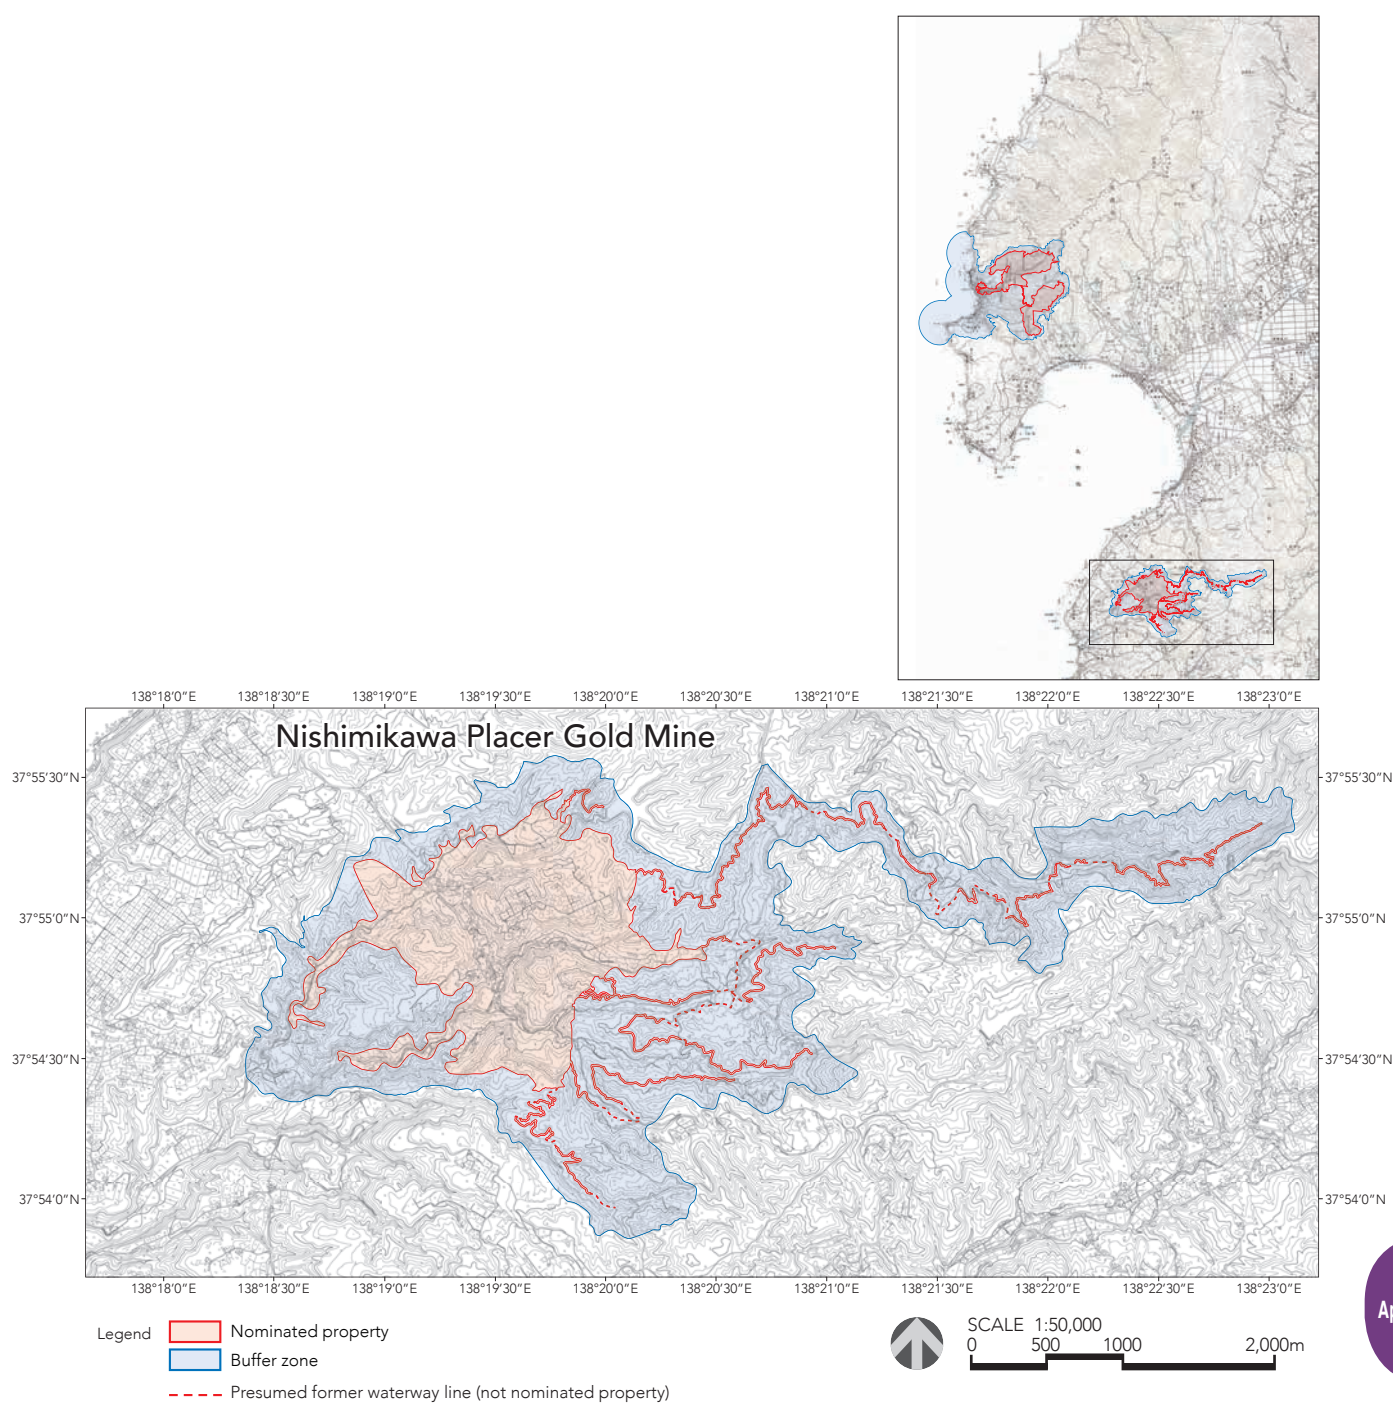 138°18’0”E 138°18’30”E 138°19’0”E 138°19’30”E 138°20’0”E 138°20’30”E 138°21’0”E 138°21’30”E 138°22’0”E 138°22’30”E 138°23’0”E
Nishimikawa Placer Gold Mine
37°55’30”N 37°55’30”N
37°55’0”N 37°55’0”N
37°54’30”N 37°54’30”N
37°54’0”N 37°54’0”N
138°18’0”E 138°18’30”E 138°19’0”E 138°19’30”E 138°20’0”E 138°20’30”E 138°21’0”E 138°21’30”E 138°22’0”E 138°22’30”E 138°23’0”E
Legend
Nominated property
Buffer zone
Presumed former waterway line (not nominated property)
SCALE 1:50,000
0 500 1000 2,000m
Ap